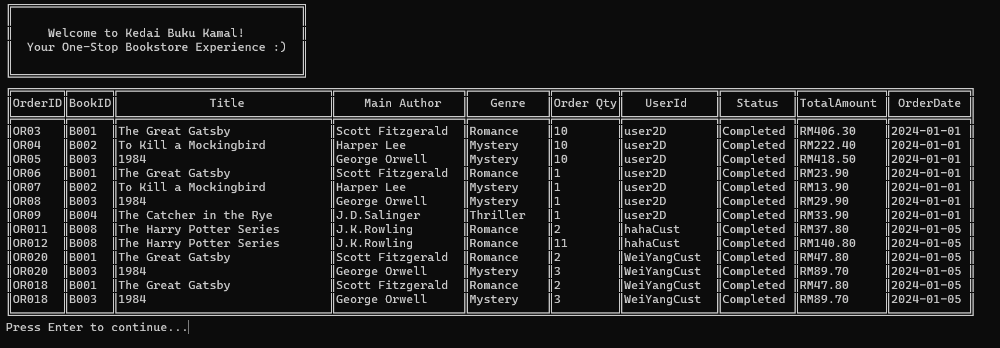 Welcome to Kedai Buku Kamal!
Your One-Stop Bookstore Experience :)
OrderID BookID Title Main Author Genre Order Qty UserId Status TotalAmount OrderDate
OR03 B001 The Great Gatsby Scott Fitzgerald Romance 10 user2D Completed RM406.30 2024-01-01
OR04 B002 To Kill a Mockingbird Harper Lee Mystery 10 user2D Completed RM222.40 2024-01-01
OR05 B003 1984 George Orwell Mystery 10 user2D Completed RM418.50 2024-01-01
OR06 B001 The Great Gatsby Scott Fitzgerald Romance 1 user2D Completed RM23.90 2024-01-01
OR07 B002 To Kill a Mockingbird Harper Lee Mystery 1 user2D Completed RM13.90 2024-01-01
OR08 B003 1984 George Orwell Mystery 1 user2D Completed RM29.90 2024-01-01
OR09 B004 The Catcher in the Rye J.D.Salinger Thriller 1 user2D Completed RM33.90 2024-01-01
OR011 B008 The Harry Potter Series J.K.Rowling Romance 2 hahaCust Completed RM37.80 2024-01-05
OR012 B008 The Harry Potter Series J.K.Rowling Romance 11 hahaCust Completed RM140.80 2024-01-05
OR020 B001 The Great Gatsby Scott Fitzgerald Romance 2 WeiYangCust Completed RM47.80 2024-01-05
OR020 B003 1984 George Orwell Mystery 3 WeiYangCust Completed RM89.70 2024-01-05
OR018 B001 The Great Gatsby Scott Fitzgerald Romance 2 WeiYangCust Completed RM47.80 2024-01-05
OR018 B003 1984 George Orwell Mystery 3 WeiYangCust Completed RM89.70 2024-01-05
Press Enter to continue...